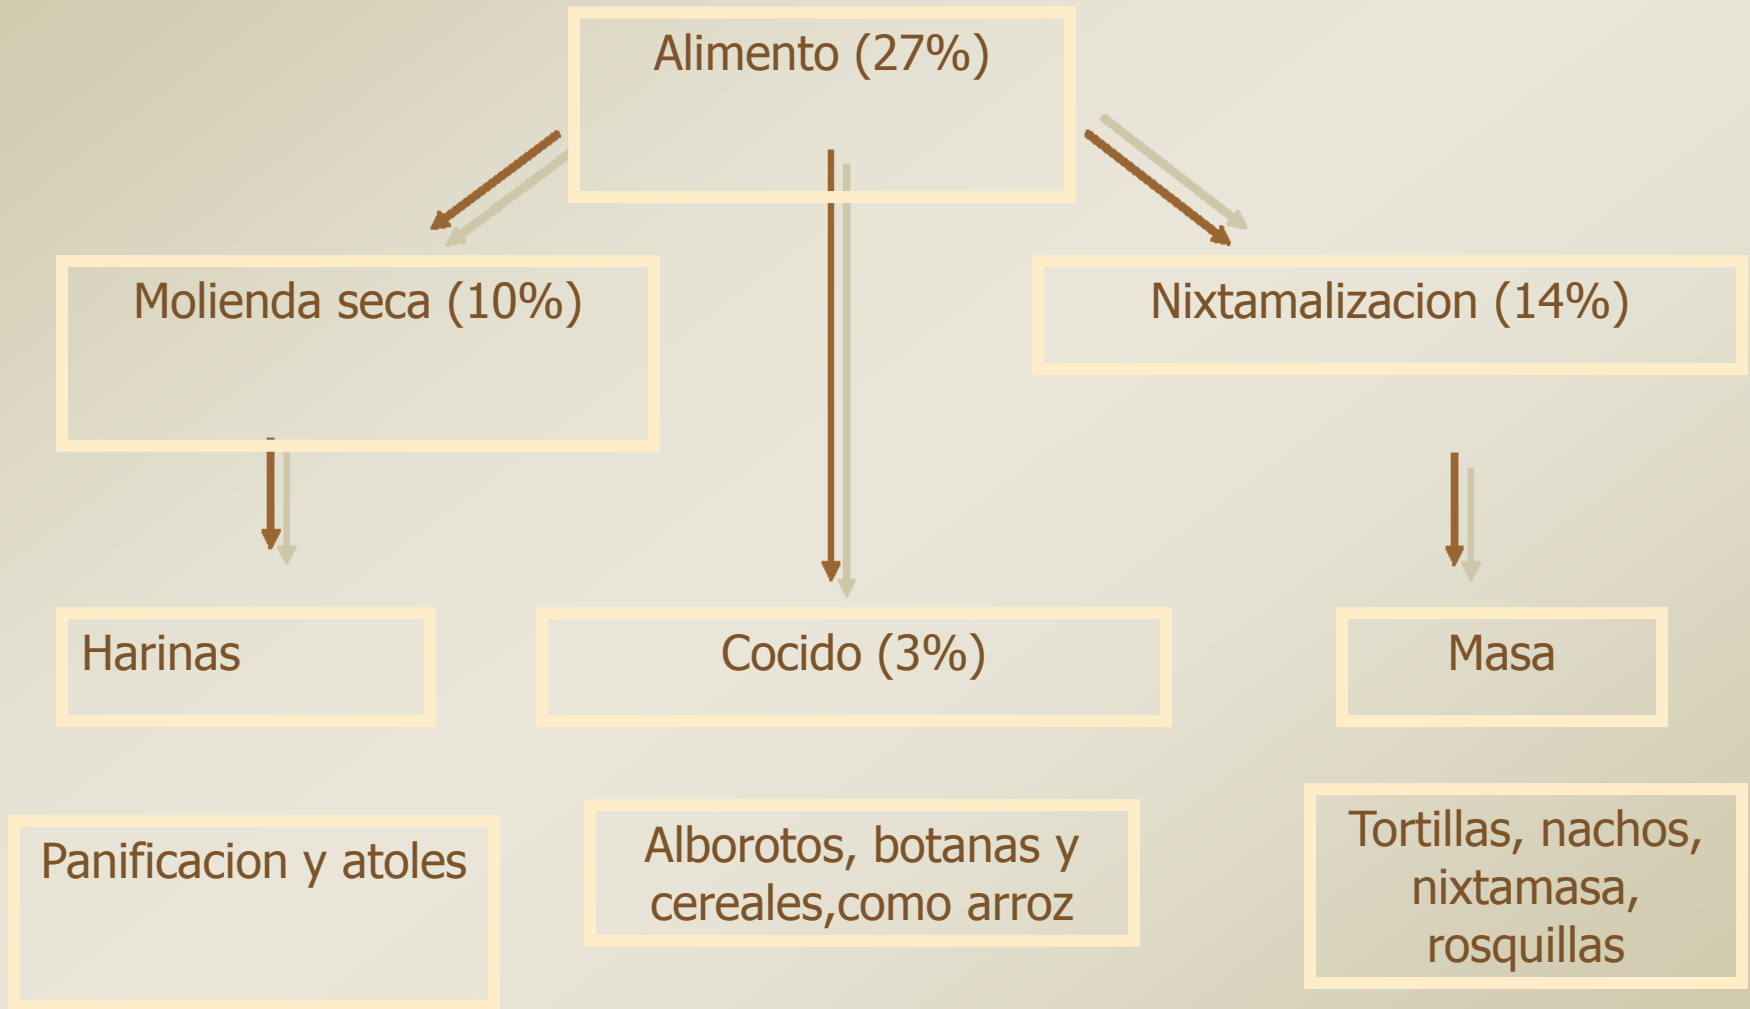 Alimento (27%)
Molienda seca (10%)
Nixtamalizacion (14%)
Harinas
Cocido (3%)
Masa
Panificacion y atoles
Alborotos, botanas y
cereales,como arroz
Tortillas, nachos,
nixtamasa,
rosquillas